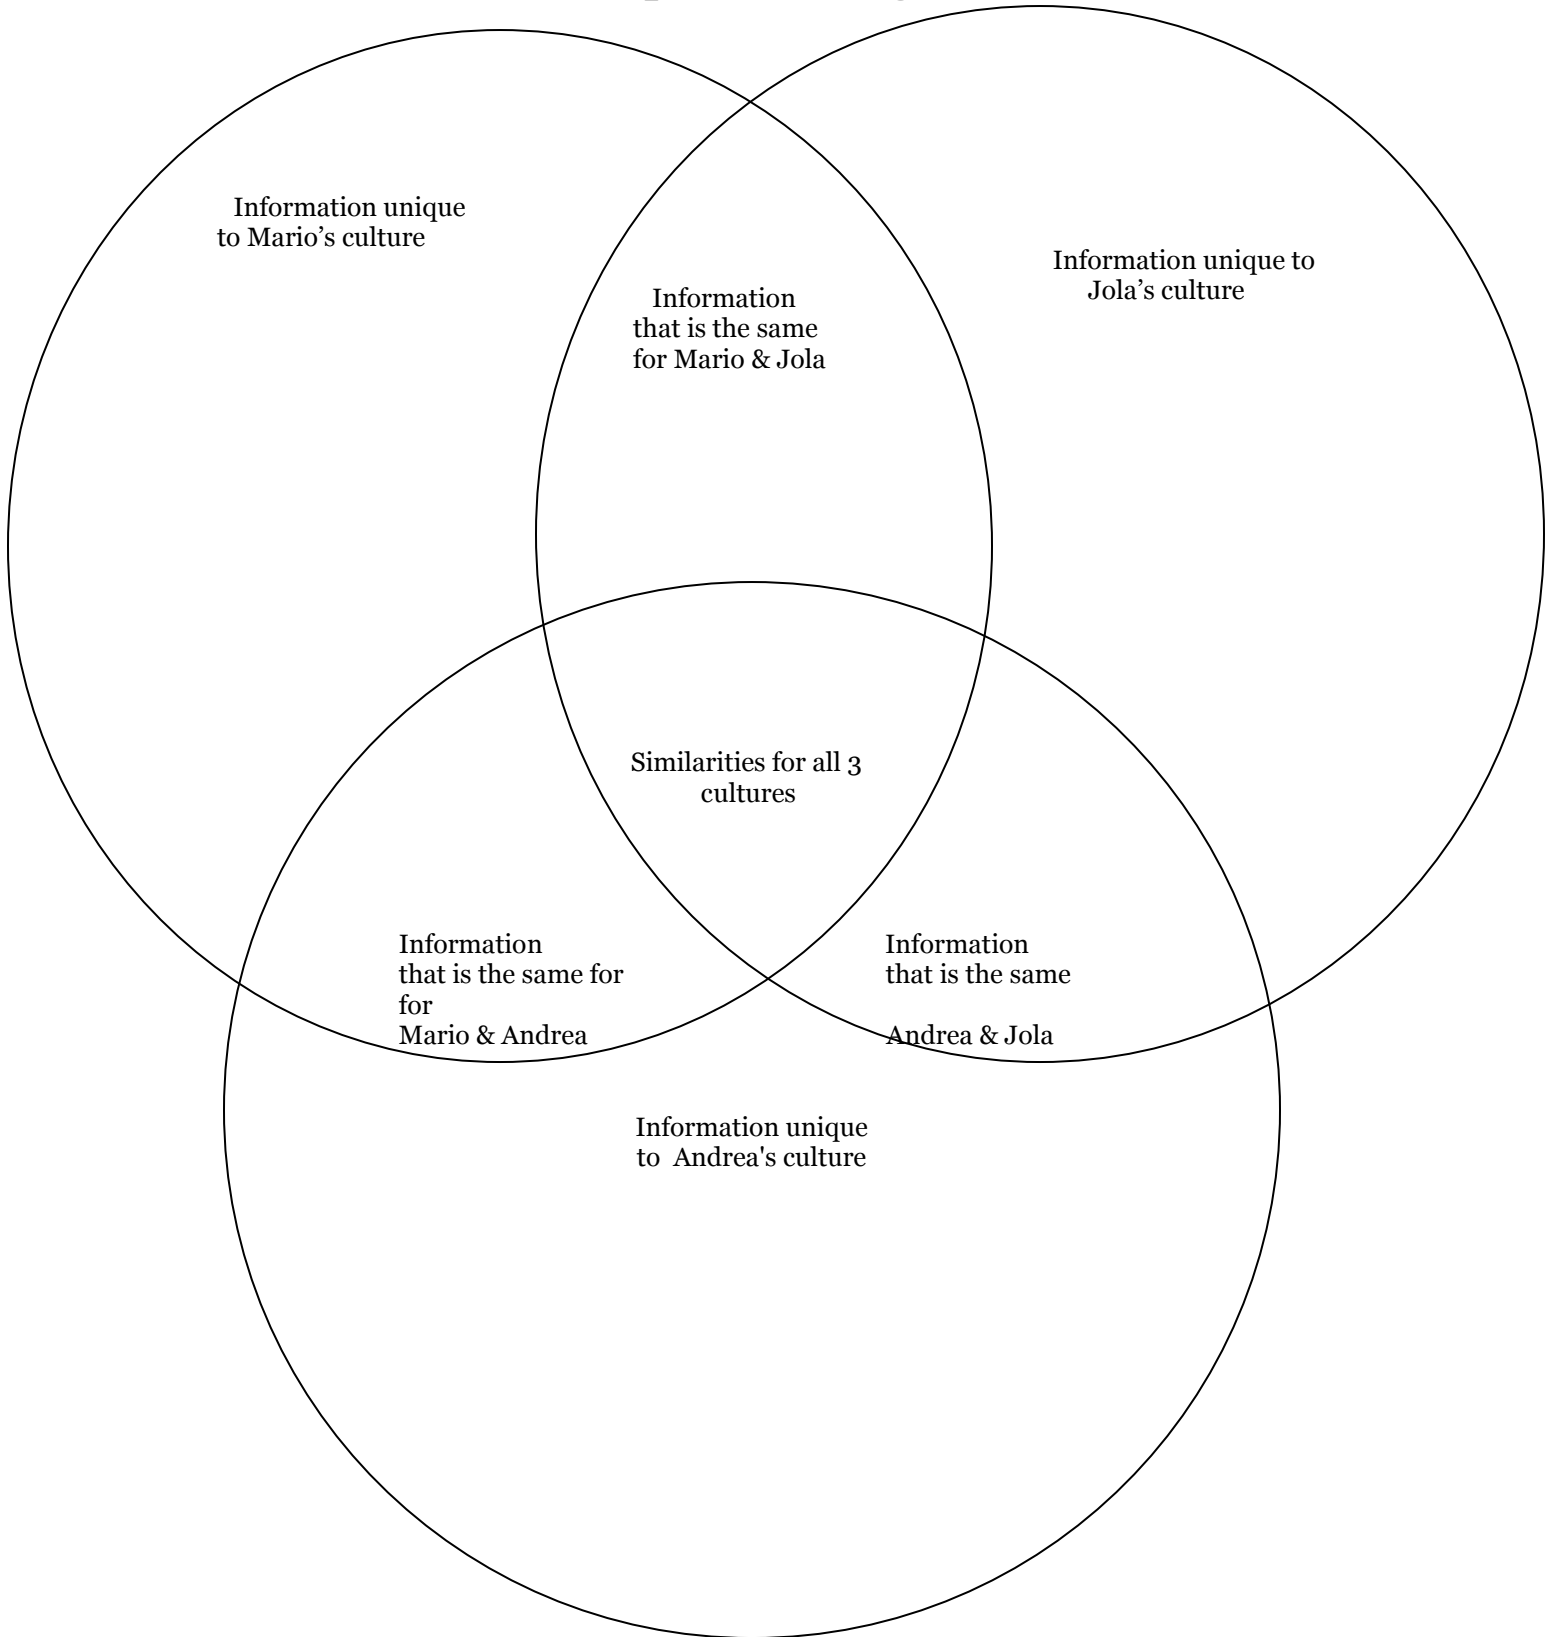 Information unique
to Mario’s culture
Information unique to
Jola’s culture
Information
that is the same
for Mario & Jola
Similarities for all 3
cultures
Information
that is the same for
for
Mario & Andrea
Information
that is the same
Andrea & Jola
Information unique
to  Andrea's culture